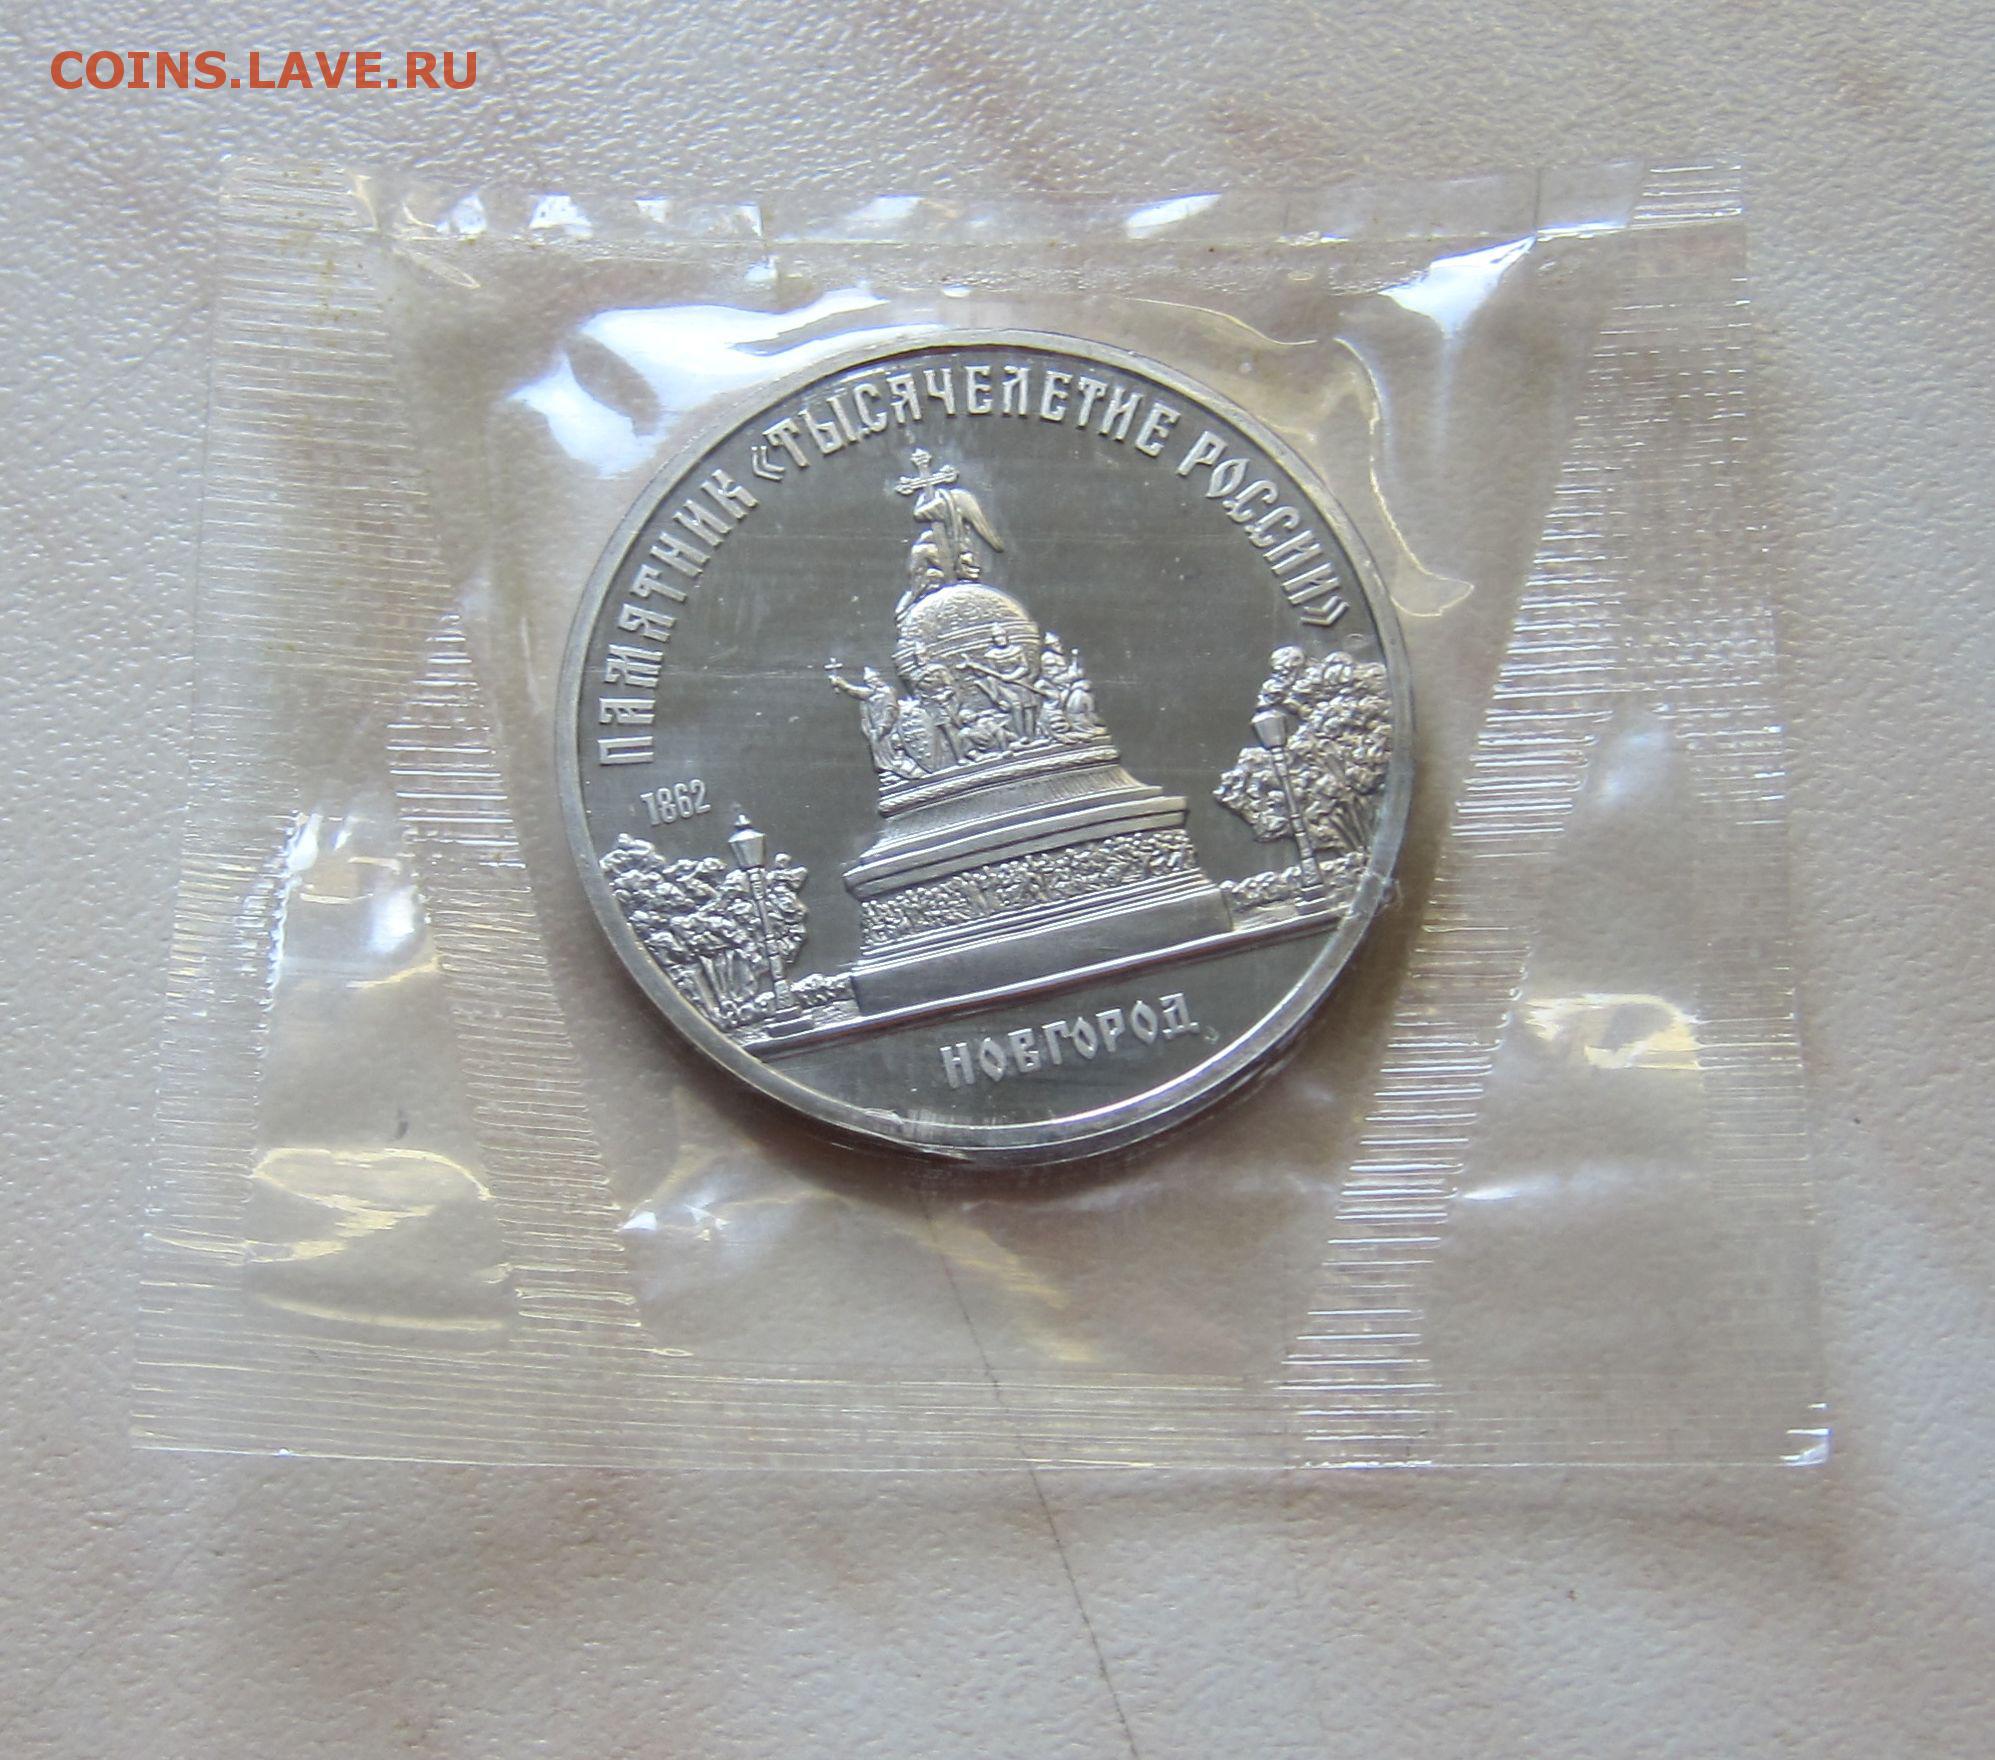 COINS.LAVE.RU
ПАМЯТНИК «ТЫСЯЧЕЛЕТИЕ РОССИИ»
1862
НОВГОРОД